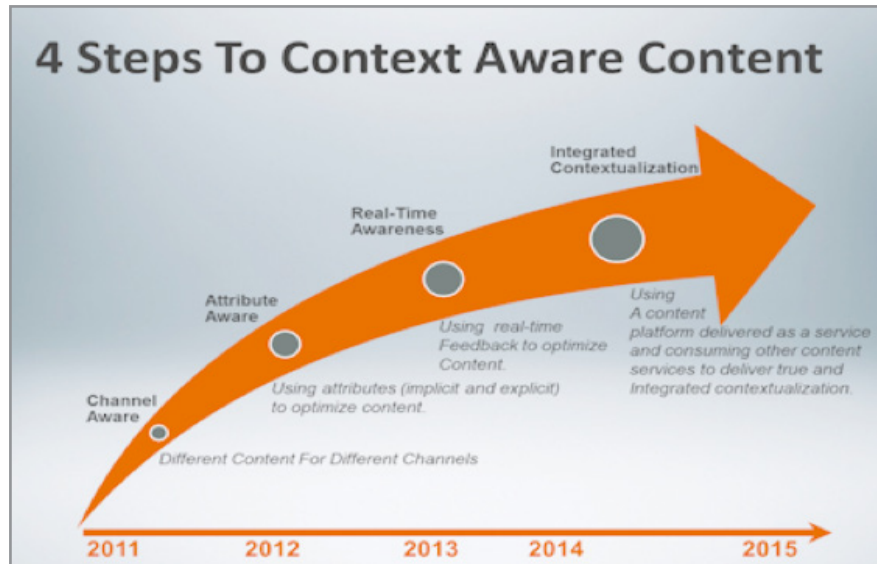 4 Steps To Context Aware Content
Integrated
Contextualization
Real-Time
Awareness
Attribute
Aware
Channel
Aware
Using
A content
platform delivered as a service
and consuming other content
services to deliver true and
Integrated contextualization.
Using real-time
Feedback to optimize
Content.
Using attributes (implicit and explicit)
to optimize content.
Different Content For Different Channels
2011
2012
2013
2014
2015